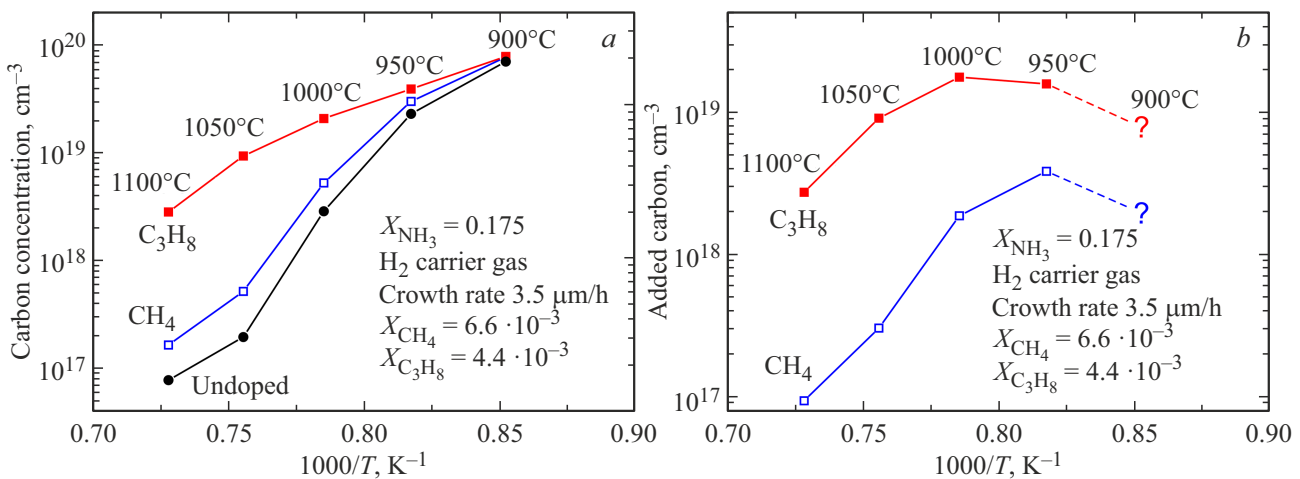 a
Carbon concentration, cm⁻³
10²⁰
10¹⁹
10¹⁸
10¹⁷
900°C
950°C
1000°C
1050°C
1100°C
C₃H₈
CH₄
Undoped
X_NH₃ = 0.175
H₂ carrier gas
Crowth rate 3.5 μm/h
X_CH₄ = 6.6 ·10⁻³
X_C₃H₈ = 4.4 ·10⁻³
0.70 0.75 0.80 0.85 0.90
1000/T, K⁻¹
b
Added carbon, cm⁻³
10¹⁹
10¹⁸
10¹⁷
1000°C
950°C
1050°C
900°C
?
1100°C
C₃H₈
?
CH₄
X_NH₃ = 0.175
H₂ carrier gas
Crowth rate 3.5 μm/h
X_CH₄ = 6.6 ·10⁻³
X_C₃H₈ = 4.4 ·10⁻³
0.70 0.75 0.80 0.85 0.90
1000/T, K⁻¹